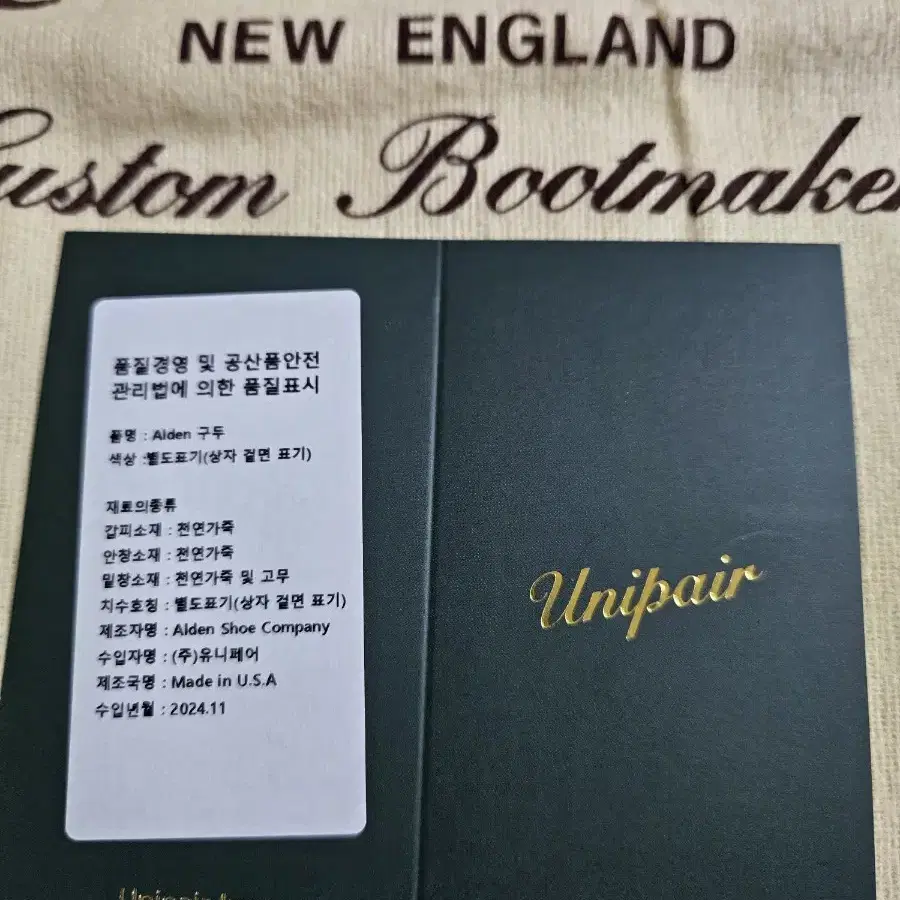 NEW ENGLAND
Custom Bootmaker
품질경영 및 공산품안전
관리법에 의한 품질표시
품명 : Alden 구두
색상 :별도표기(상자 겉면 표기)
재료의종류
갑피소재 : 천연가죽
안창소재 : 천연가죽
밑창소재 : 천연가죽 및 고무
치수호칭 : 별도표기(상자 겉면 표기)
제조자명 : Alden Shoe Company
수입자명 : (주)유니페어
제조국명 : Made in U.S.A
수입년월 : 2024.11
Unipair